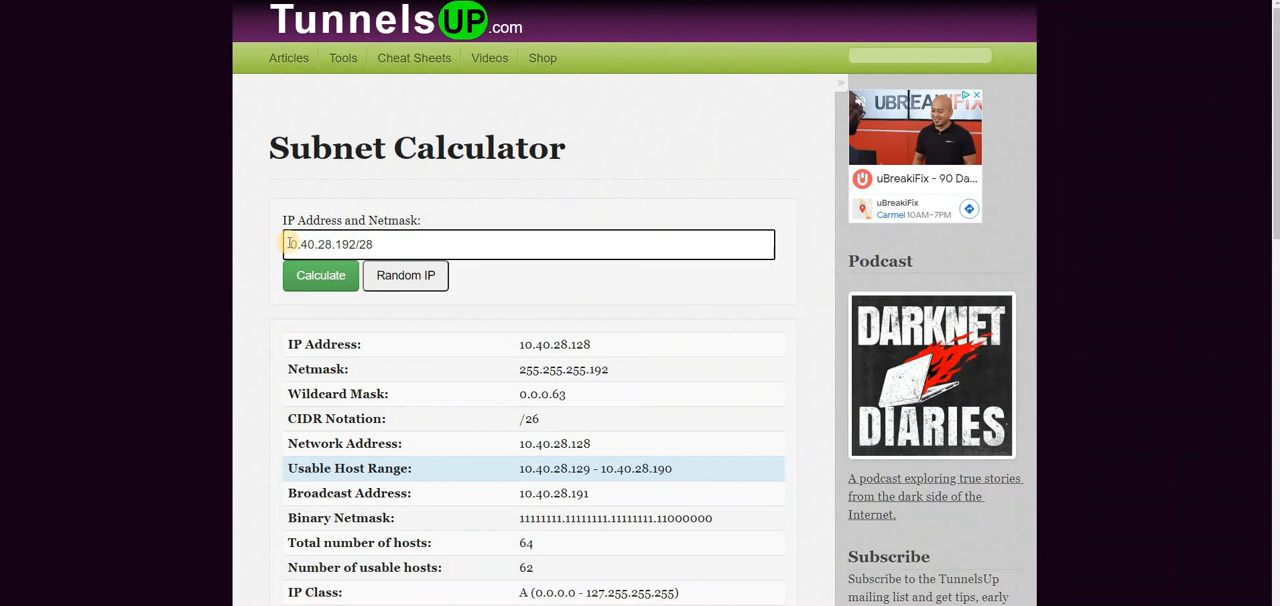 TunnelsUP.com
Articles Tools Cheat Sheets Videos Shop
UBREAKIFIX
uBreakiFix - 90 Da...
uBreakiFix
Carmel 10AM–7PM
»
Subnet Calculator
IP Address and Netmask:
0.40.28.192/28
Calculate Random IP
IP Address: 10.40.28.128
Netmask: 255.255.255.192
Wildcard Mask: 0.0.0.63
CIDR Notation: /26
Network Address: 10.40.28.128
Usable Host Range: 10.40.28.129 - 10.40.28.190
Broadcast Address: 10.40.28.191
Binary Netmask: 11111111.11111111.11111111.11000000
Total number of hosts: 64
Number of usable hosts: 62
IP Class: A (0.0.0.0 - 127.255.255.255)
Podcast
DARKNET
DIARIES
A podcast exploring true stories
from the dark side of the
Internet.
Subscribe
Subscribe to the TunnelsUp
mailing list and get tips, early